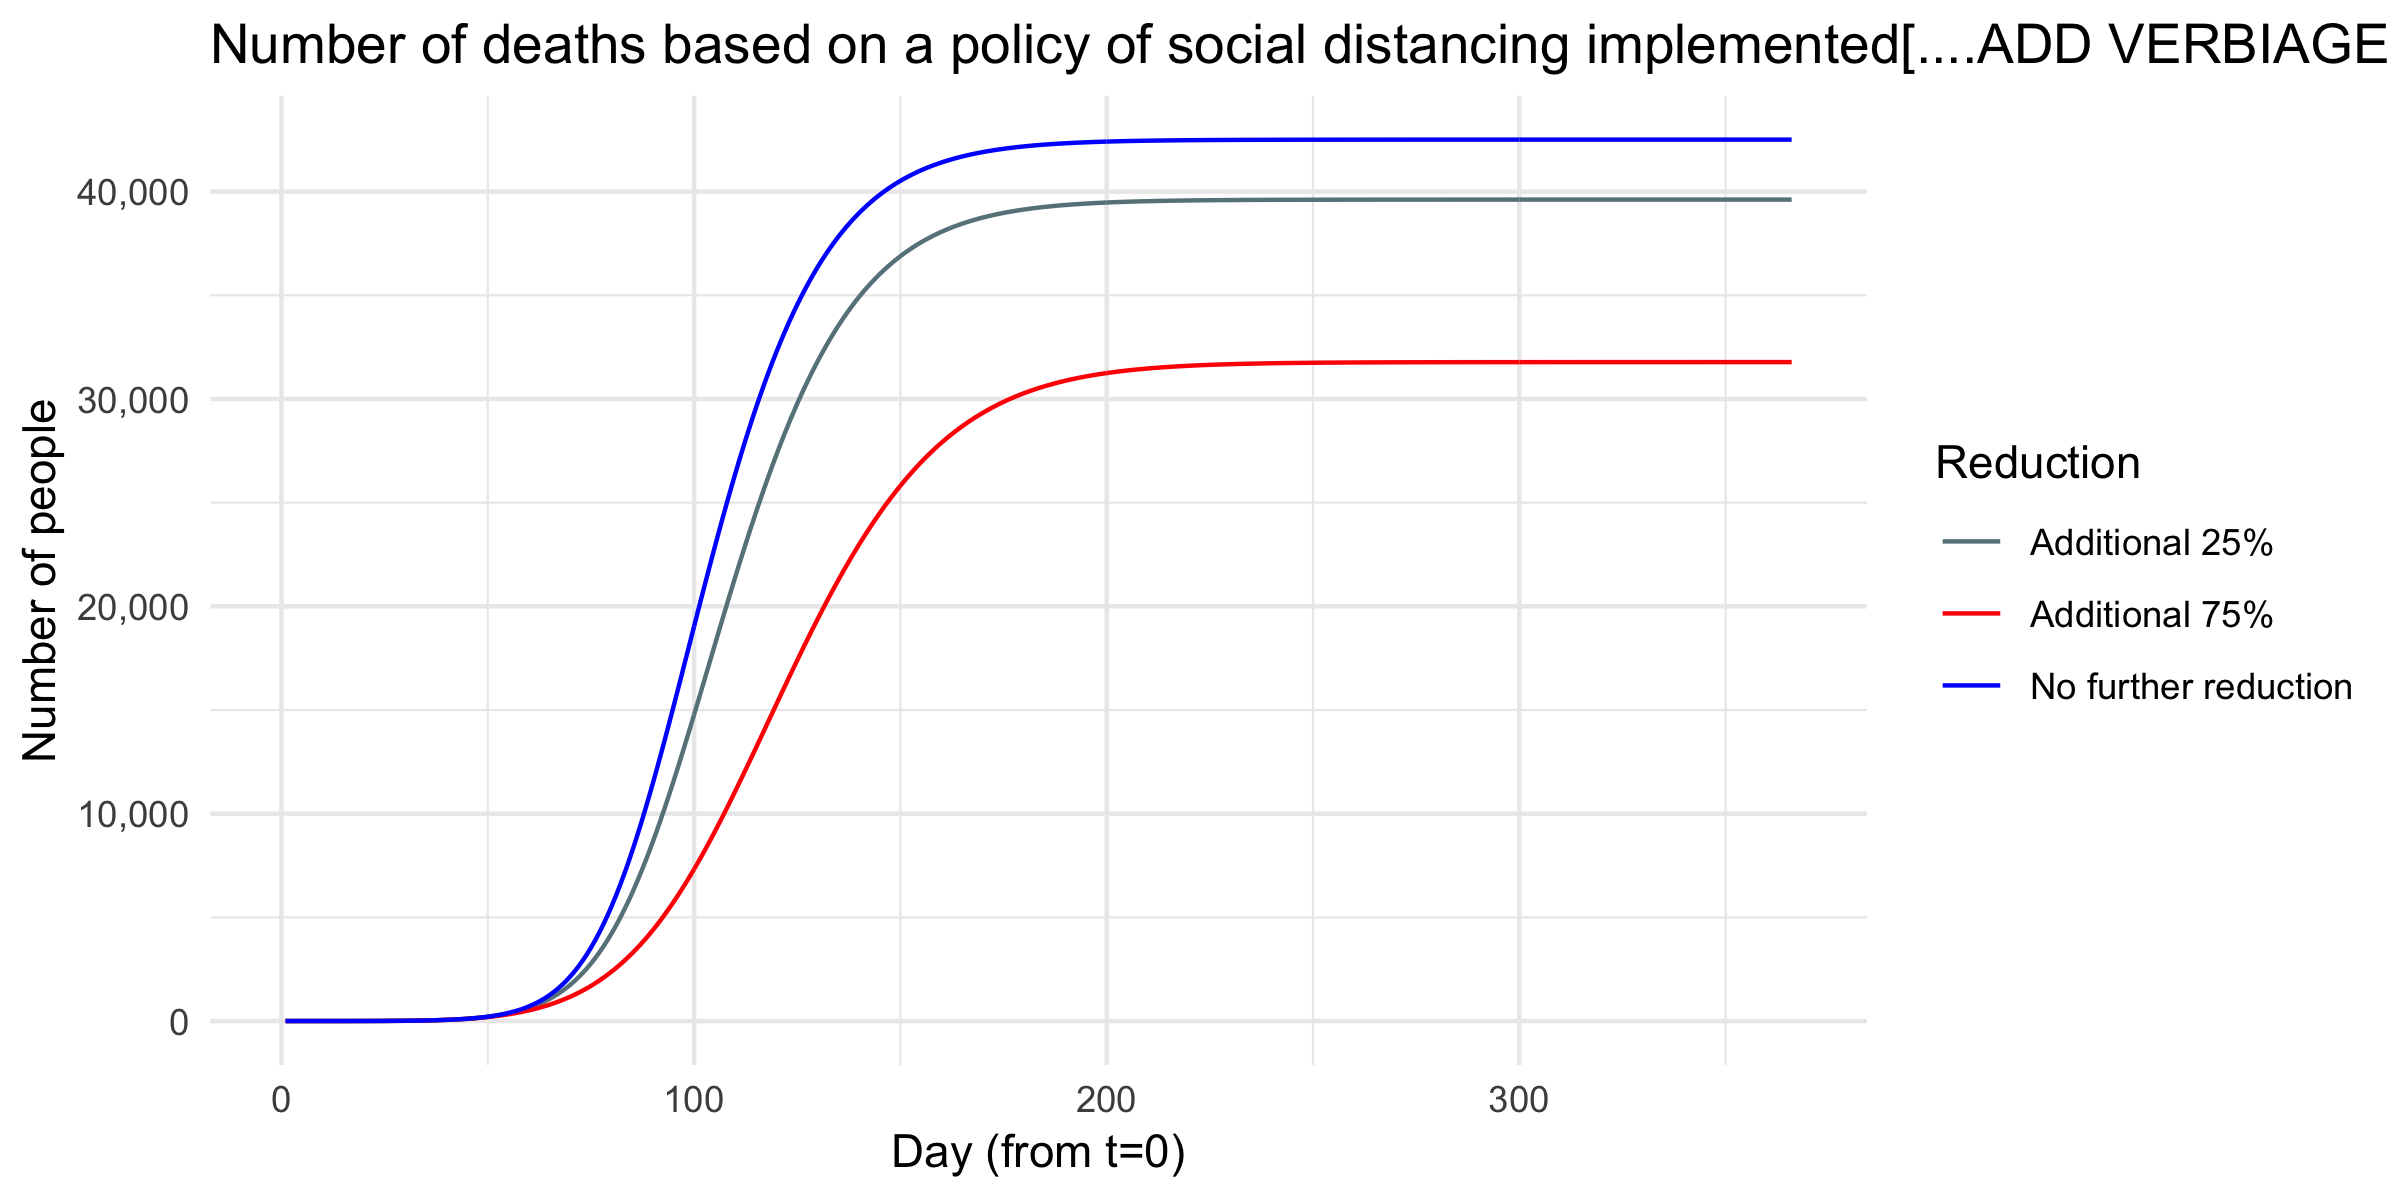 Number of deaths based on a policy of social distancing implemented[....ADD VERBIAGE
Number of people
40,000
30,000
20,000
10,000
0
0
100
200
300
Day (from t=0)
Reduction
Additional 25%
Additional 75%
No further reduction